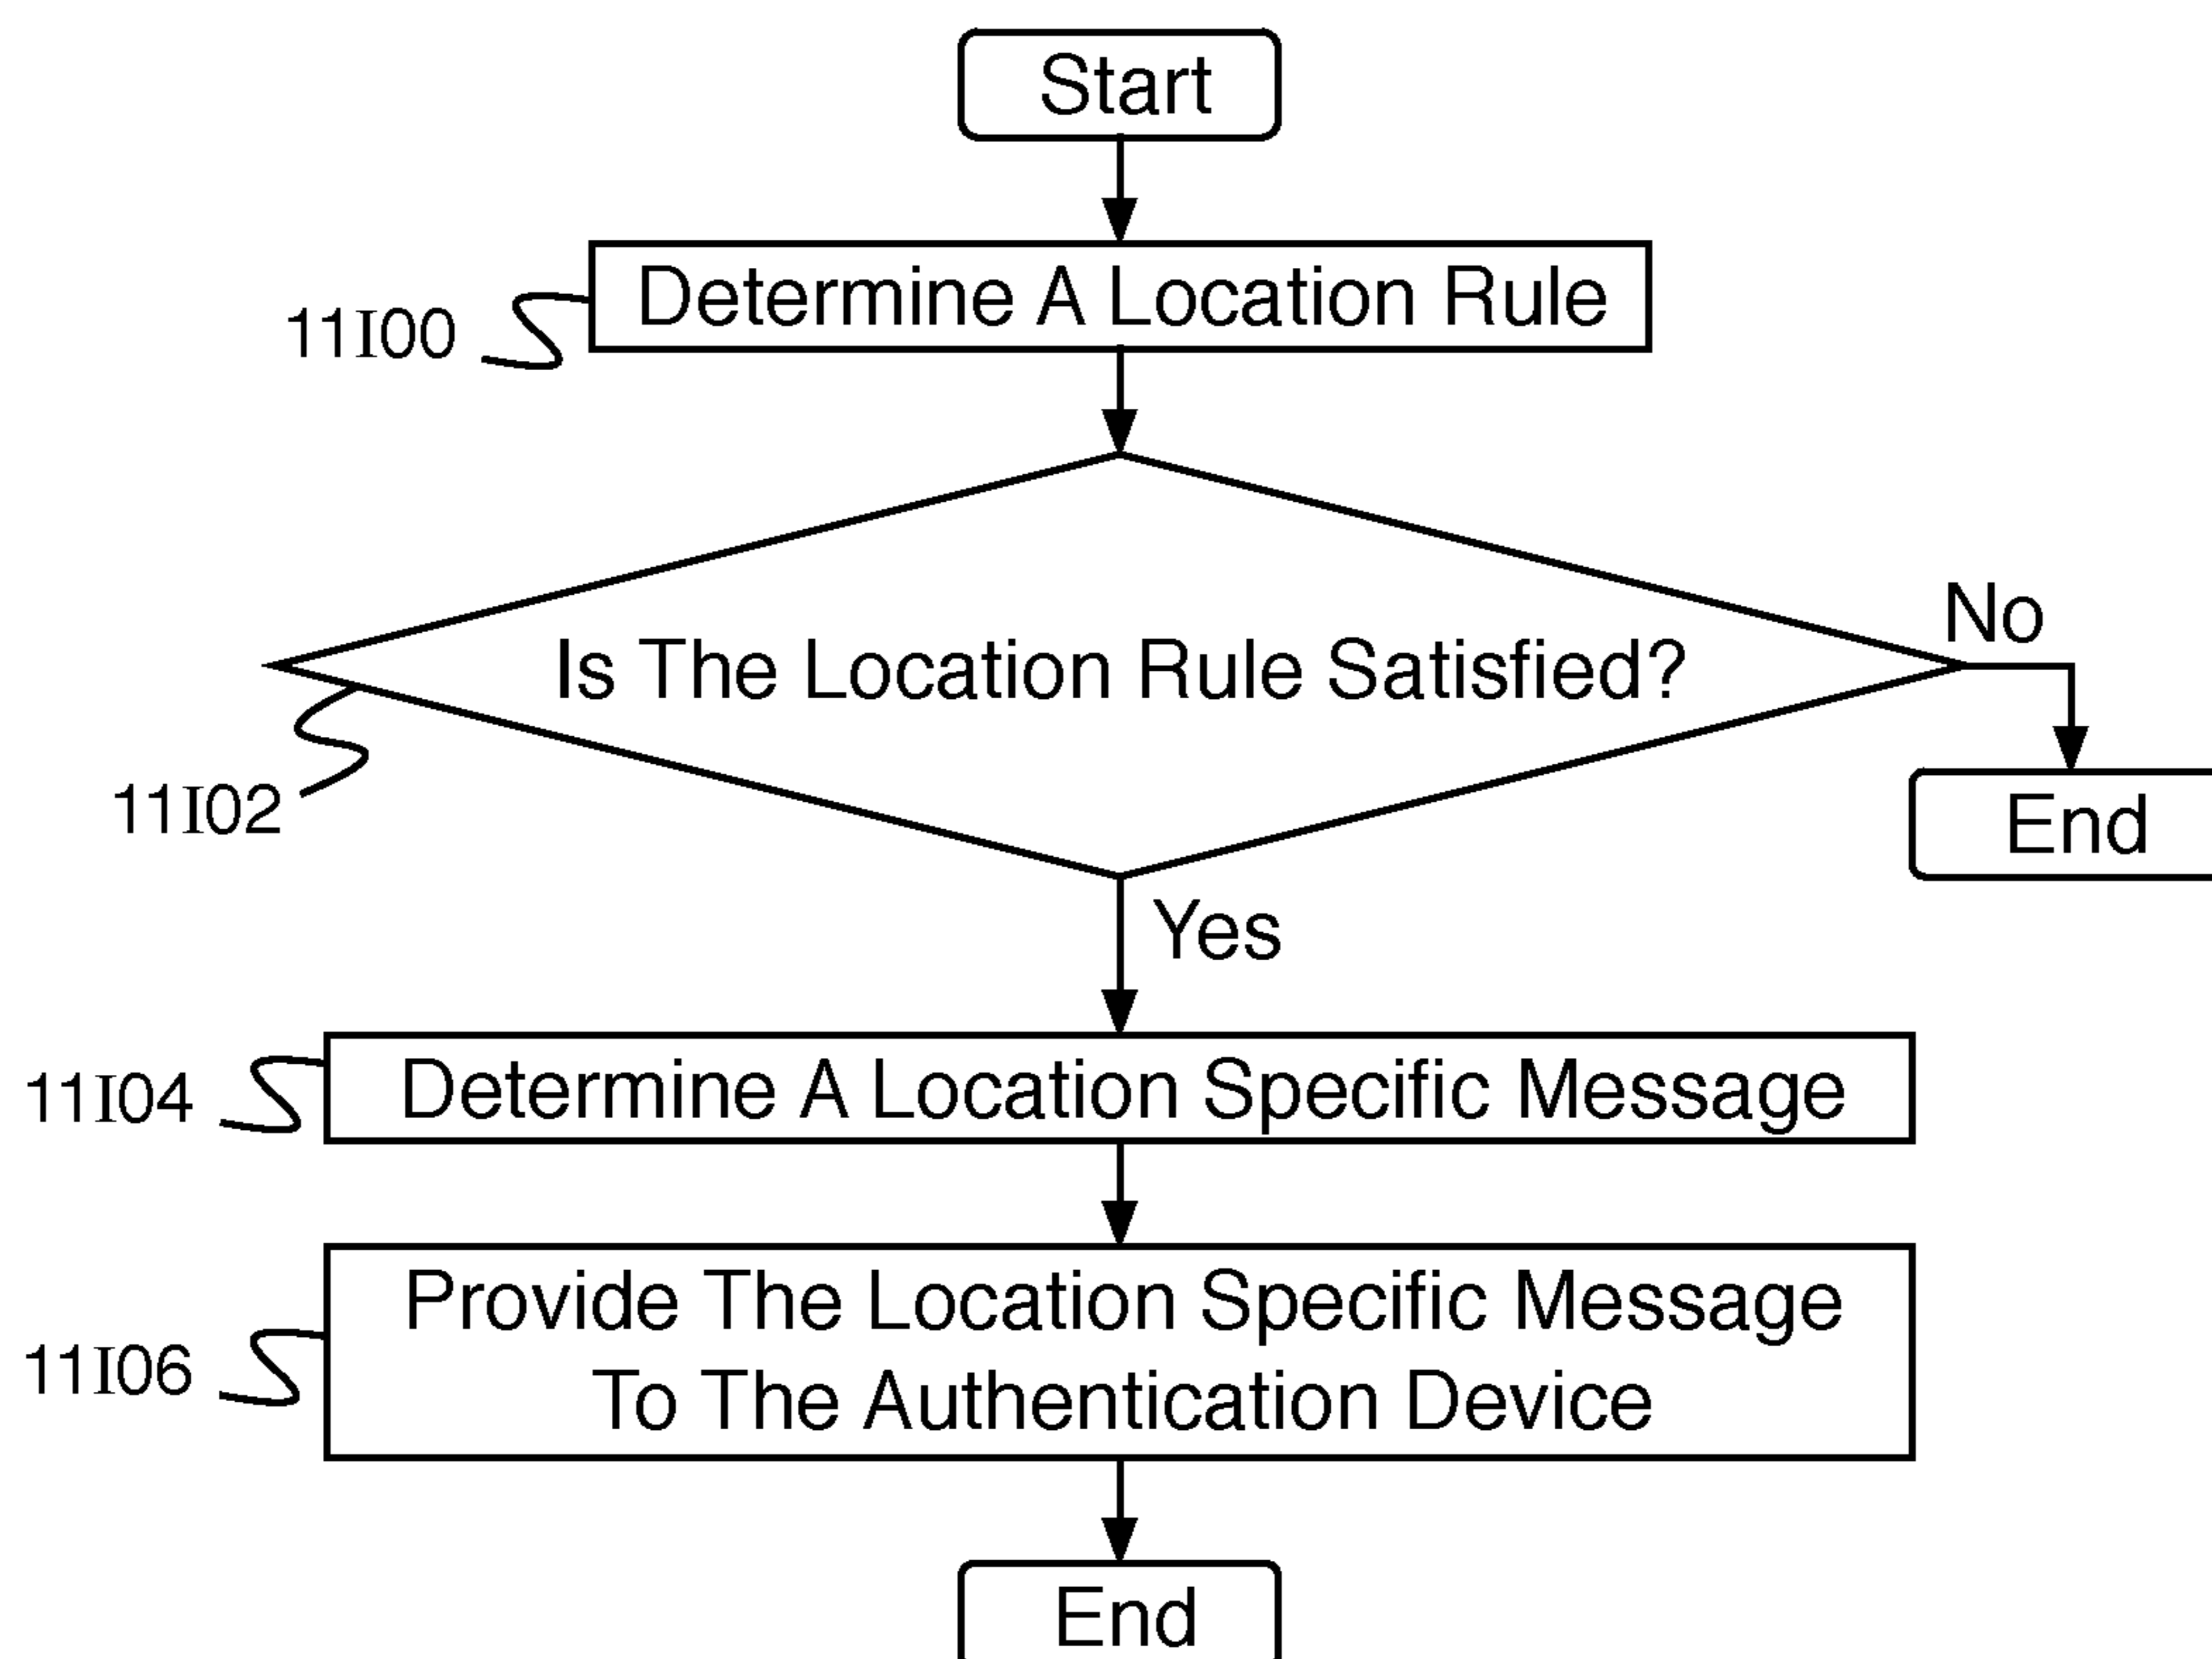 Start
Determine A Location Rule
11I00
Is The Location Rule Satisfied?
No
11I02
End
Yes
Determine A Location Specific Message
11I04
Provide The Location Specific Message
To The Authentication Device
11I06
End